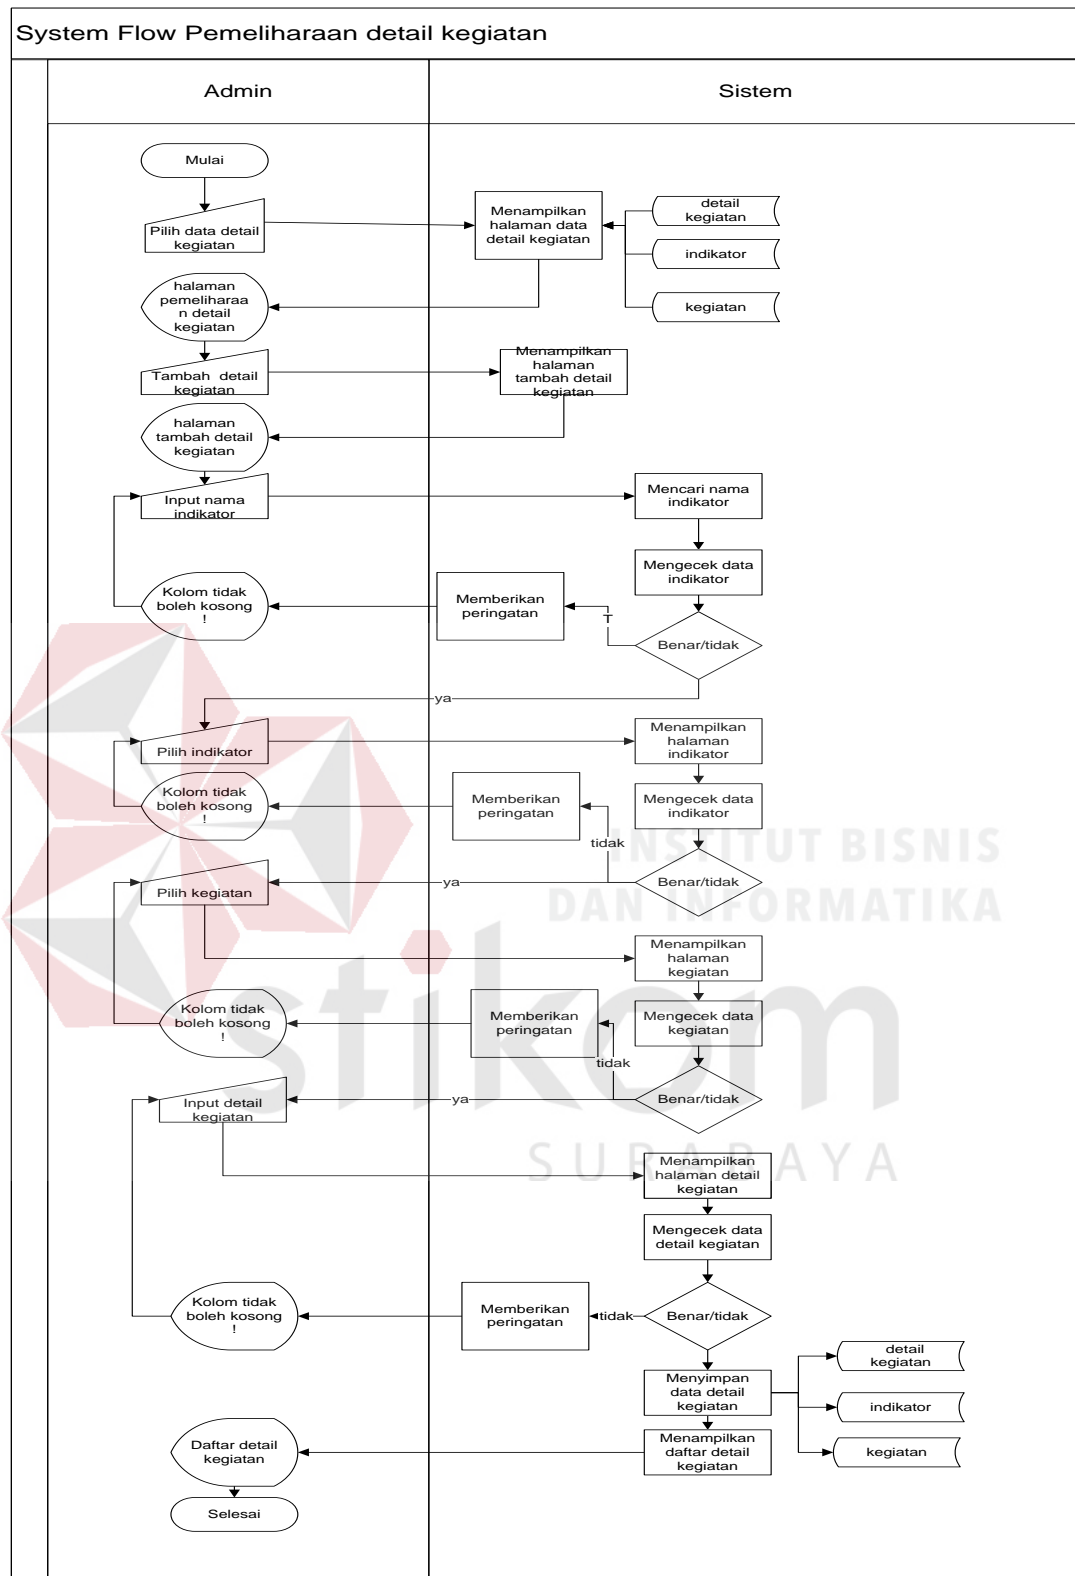 System Flow Pemeliharaan detail kegiatan
Admin
Sistem
Mulai
Pilih data detail
kegiatan
Menampilkan
halaman data
detail kegiatan
detail
kegiatan
indikator
kegiatan
halaman
pemeliharaa
n detail
kegiatan
Tambah detail
kegiatan
Menampilkan
halaman
tambah detail
kegiatan
halaman
tambah detail
kegiatan
Input nama
indikator
Mencari nama
indikator
Mengecek data
indikator
Kolom tidak
boleh kosong
!
Memberikan
peringatan
T
Benar/tidak
ya
Pilih indikator
Menampilkan
halaman
indikator
Kolom tidak
boleh kosong
!
Memberikan
peringatan
Mengecek data
indikator
tidak
INSTITUT BISNIS
DAN INFORMATIKA
Pilih kegiatan
ya
Benar/tidak
Menampilkan
halaman
kegiatan
stikom
SURABAYA
Kolom tidak
boleh kosong
!
Memberikan
peringatan
Mengecek data
kegiatan
tidak
Input detail
kegiatan
ya
Benar/tidak
Menampilkan
halaman detail
kegiatan
Mengecek data
detail kegiatan
Kolom tidak
boleh kosong
!
Memberikan
peringatan
tidak
Benar/tidak
Menyimpan
data detail
kegiatan
detail
kegiatan
indikator
kegiatan
Daftar detail
kegiatan
Menampilkan
daftar detail
kegiatan
Selesai